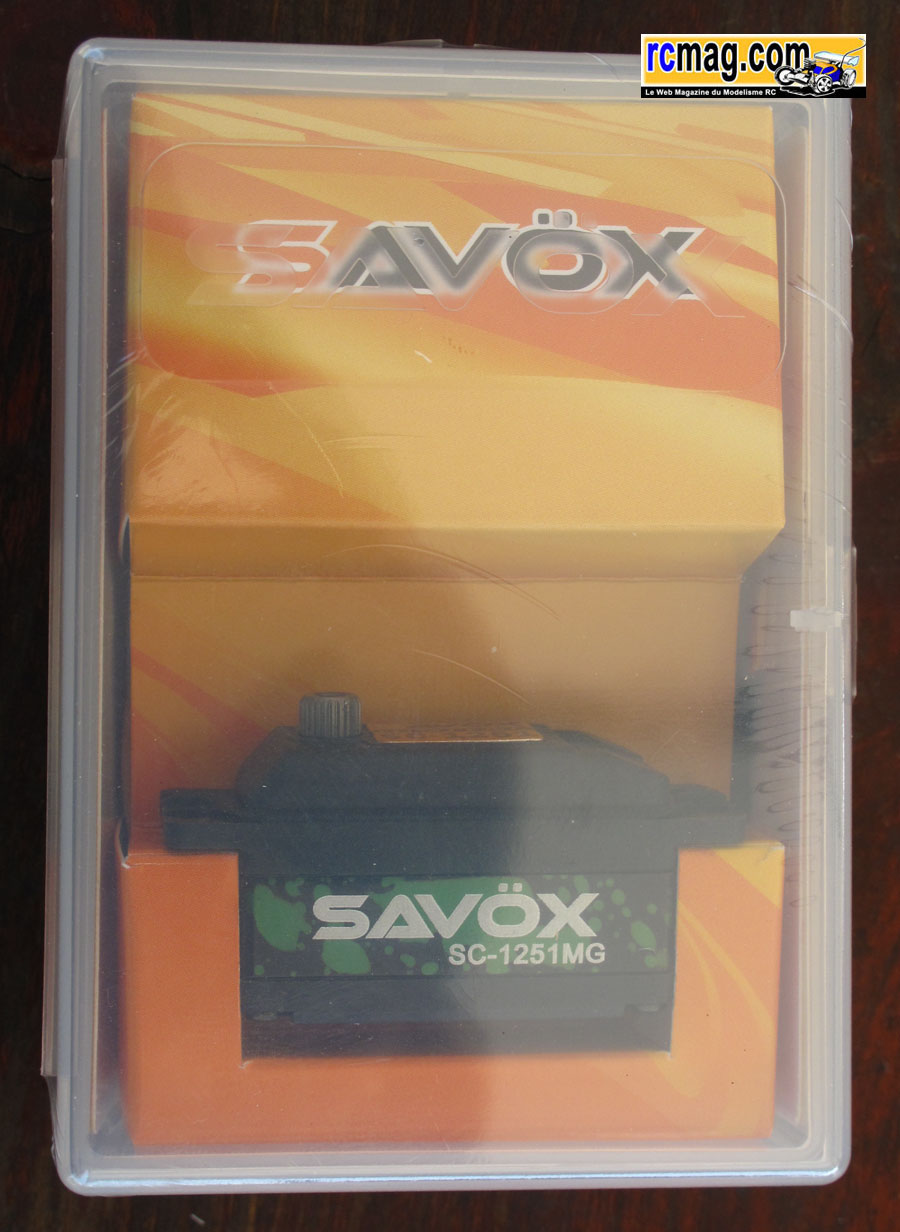 rcmag.com
Le Web Magazine du Modelisme RC
SAVÖX
SAVÖX
SC-1251MG